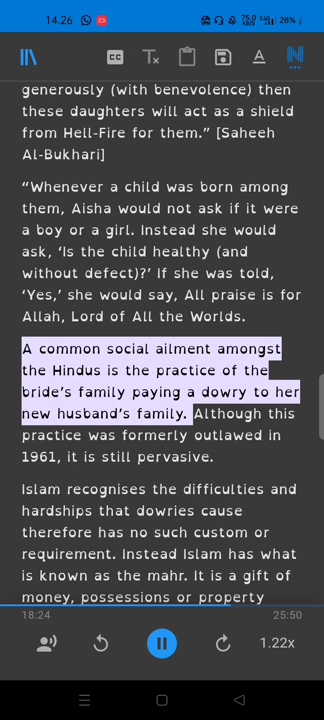 14.26
75.0
KB/S
28%
CC
A
N
generously (with benevolence) then
these daughters will act as a shield
from Hell-Fire for them.” [Saheeh
Al-Bukhari]
“Whenever a child was born among
them, Aisha would not ask if it were
a boy or a girl. Instead she would
ask, ‘Is the child healthy (and
without defect)?’ If she was told,
‘Yes,’ she would say, All praise is for
Allah, Lord of All the Worlds.
A common social ailment amongst
the Hindus is the practice of the
bride’s family paying a dowry to her
new husband’s family. Although this
practice was formerly outlawed in
1961, it is still pervasive.
Islam recognises the difficulties and
hardships that dowries cause
therefore has no such custom or
requirement. Instead Islam has what
is known as the mahr. It is a gift of
money, possessions or property
18:24
25:50
1.22x